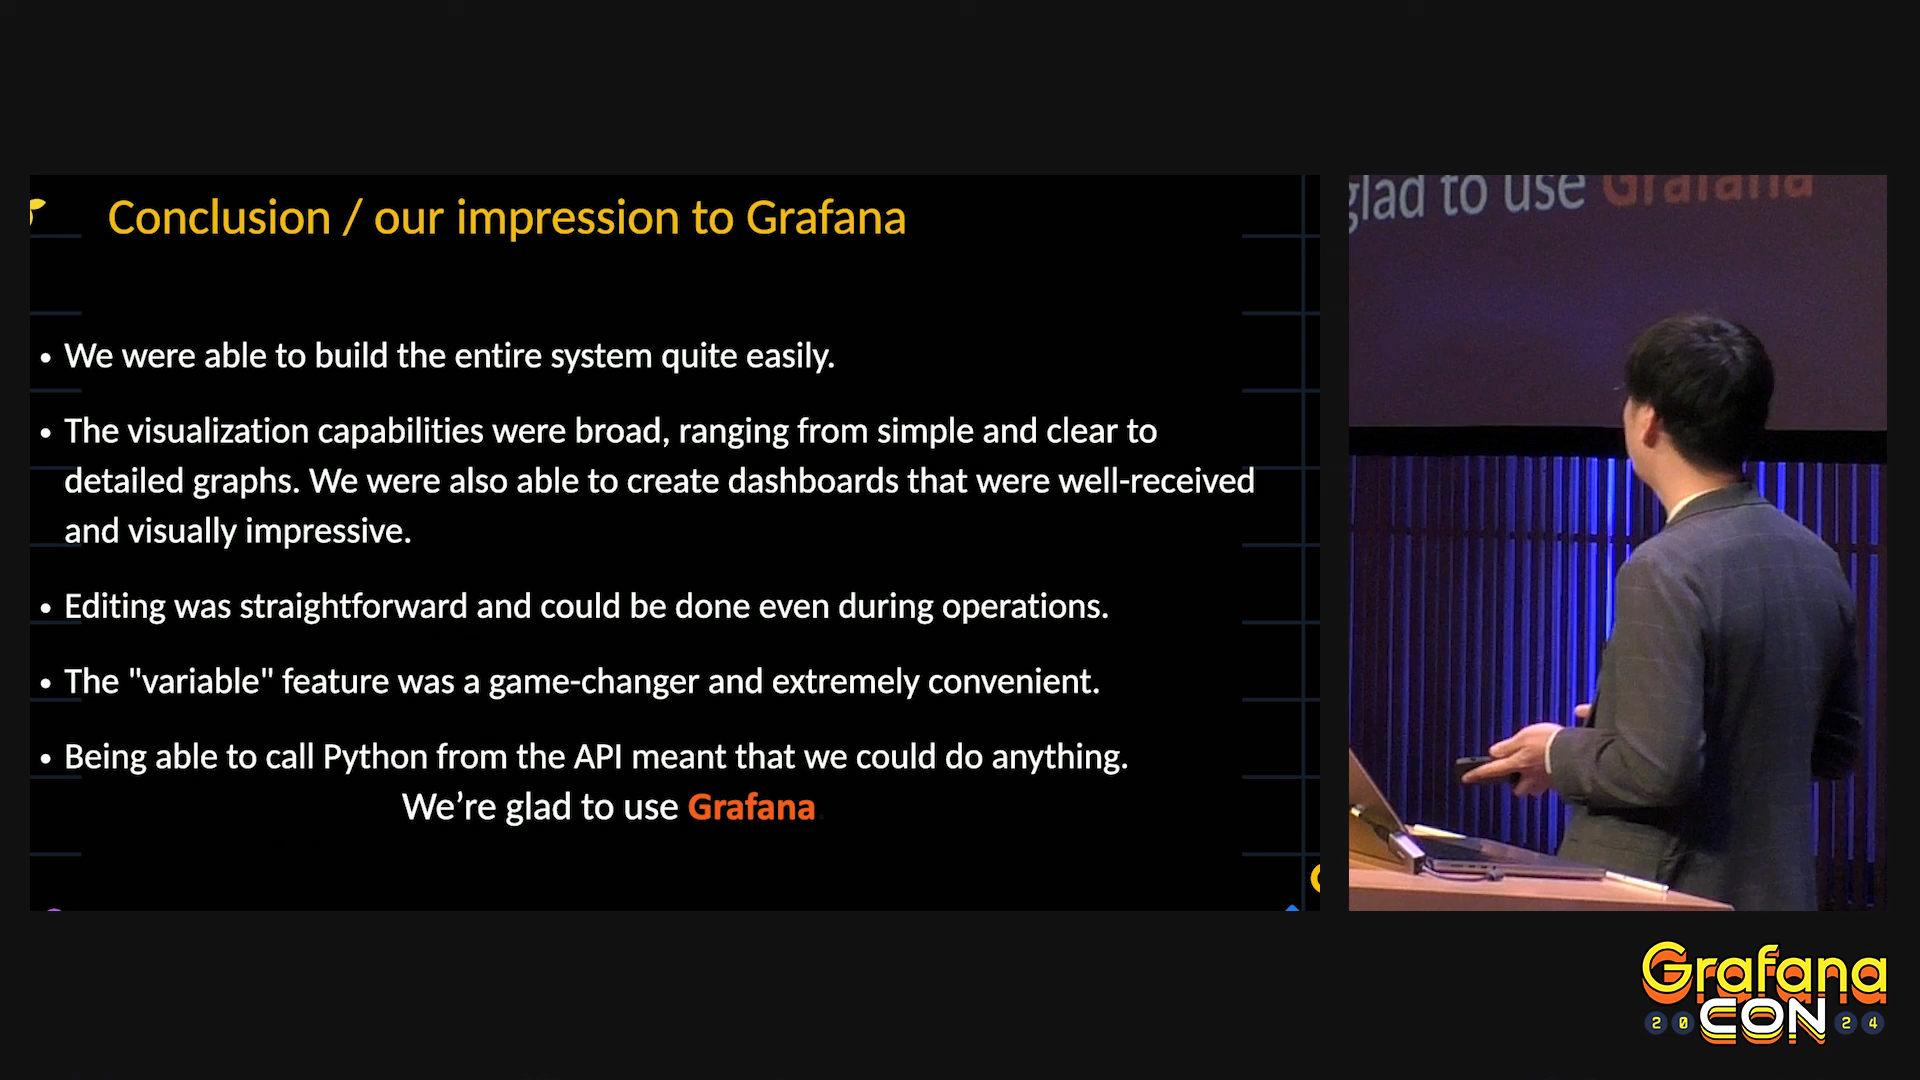 Conclusion / our impression to Grafana
• We were able to build the entire system quite easily.
• The visualization capabilities were broad, ranging from simple and clear to
detailed graphs. We were also able to create dashboards that were well-received
and visually impressive.
• Editing was straightforward and could be done even during operations.
• The "variable" feature was a game-changer and extremely convenient.
• Being able to call Python from the API meant that we could do anything.
We’re glad to use Grafana
glad to use Grafana
Grafana
2 0 CON 2 4